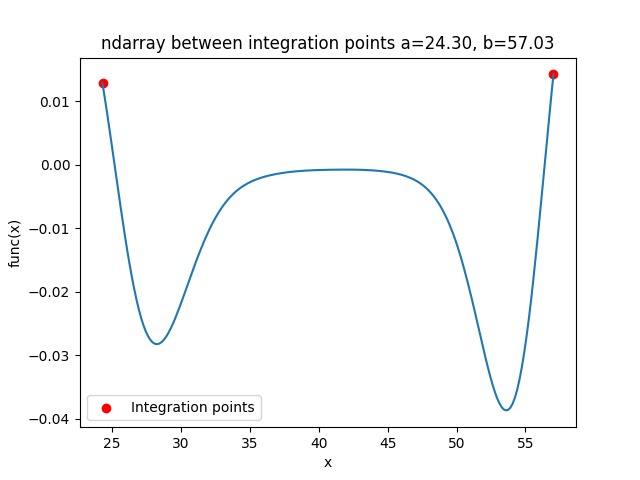 ndarray between integration points a=24.30, b=57.03
0.01
0.00
−0.01
−0.02
−0.03
−0.04
func(x)
Integration points
25 30 35 40 45 50 55
x